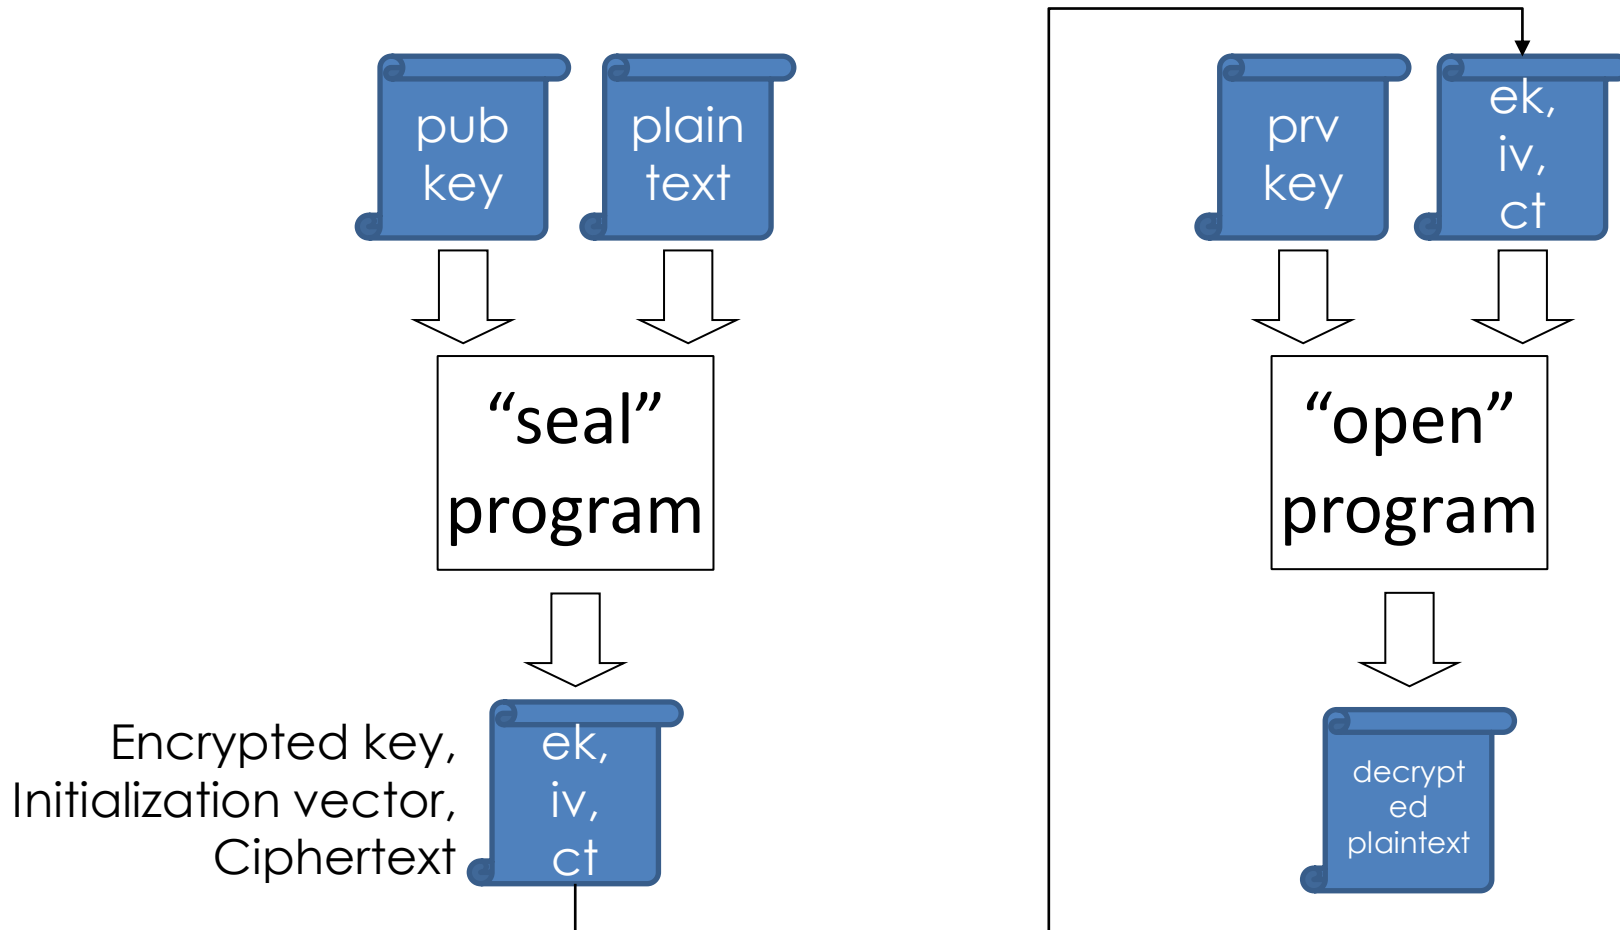 pub
key
plain
text
“seal”
program
Encrypted key,
Initialization vector,
Ciphertext
ek,
iv,
ct
prv
key
ek,
iv,
ct
“open”
program
decrypt
ed
plaintext